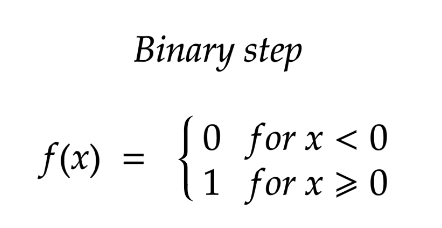 Binary step
f(x) = { 0 for x < 0
1 for x ⩾ 0